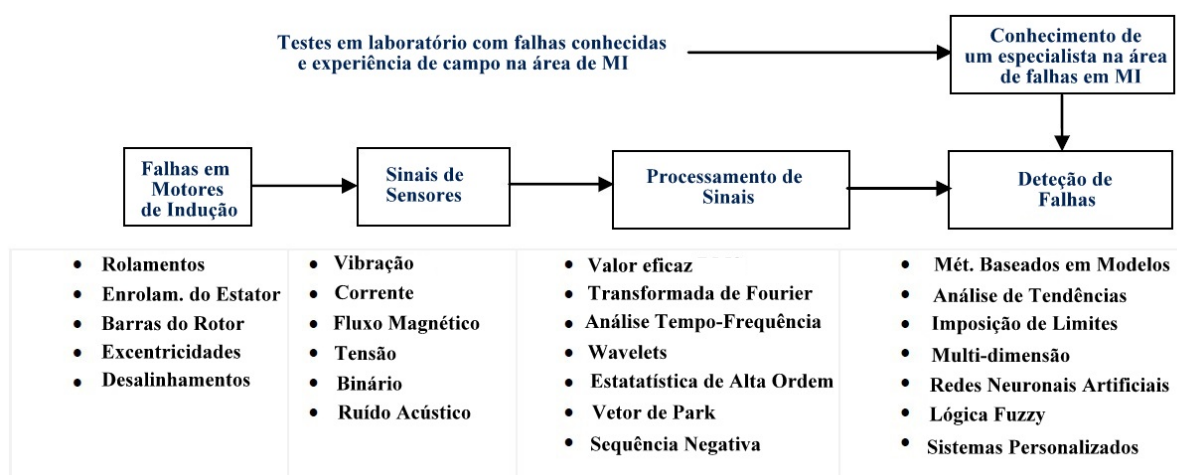 Testes em laboratório com falhas conhecidas
e experiência de campo na área de MI
Conhecimento de
um especialista na área
de falhas em MI
Falhas em
Motores
de Indução
Sinais de
Sensores
Processamento de
Sinais
Deteção de
Falhas
• Rolamentos
• Enrolam. do Estator
• Barras do Rotor
• Excentricidades
• Desalinhamentos
• Vibração
• Corrente
• Fluxo Magnético
• Tensão
• Binário
• Ruído Acústico
• Valor eficaz
• Transformada de Fourier
• Análise Tempo-Frequência
• Wavelets
• Estatatística de Alta Ordem
• Vetor de Park
• Sequência Negativa
• Mét. Baseados em Modelos
• Análise de Tendências
• Imposição de Limites
• Multi-dimensão
• Redes Neuronais Artificiais
• Lógica Fuzzy
• Sistemas Personalizados